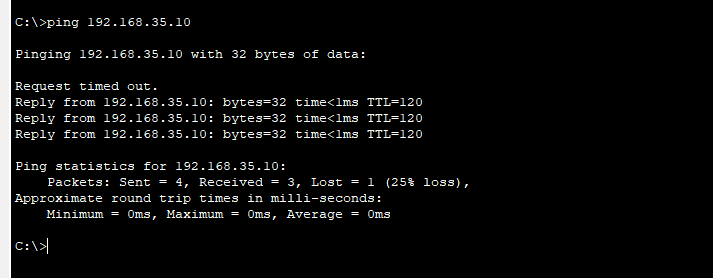 C:\>ping 192.168.35.10
Pinging 192.168.35.10 with 32 bytes of data:
Request timed out.
Reply from 192.168.35.10: bytes=32 time<1ms TTL=120
Reply from 192.168.35.10: bytes=32 time<1ms TTL=120
Reply from 192.168.35.10: bytes=32 time<1ms TTL=120
Ping statistics for 192.168.35.10:
Packets: Sent = 4, Received = 3, Lost = 1 (25% loss),
Approximate round trip times in milli-seconds:
Minimum = 0ms, Maximum = 0ms, Average = 0ms
C:\>